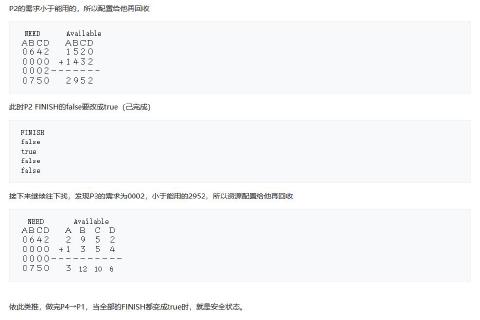 P2的需求小于能用的，所以配置给他再回收
NEED Available
ABCD ABCD
0642 1520
0000 +1432
0002-------
0750 2952
此时P2 FINISH的false要改成true（己完成）
FINISH
false
true
false
false
接下来继续往下找，发现P3的需求为0002，小于能用的2952，所以资源配置给他再回收
NEED Available
ABCD A B C D
0642 2 9 5 2
0000 +1 3 5 4
0000----------
0750 3 12 10 6
依此类推，做完P4→P1，当全部的FINISH都变成true时，就是安全状态。